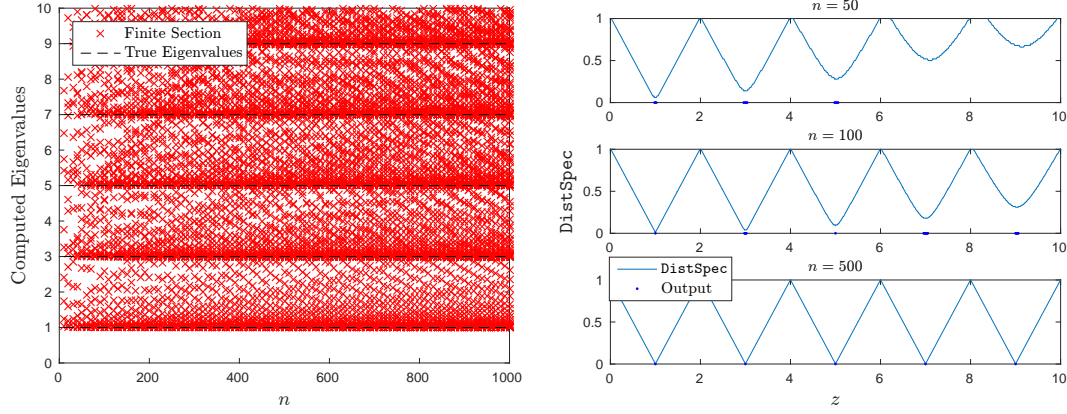 10
9
8
7
6
5
4
3
2
1
0
Computed Eigenvalues
Finite Section
True Eigenvalues
0 200 400 600 800 1000
n
n = 50
1
0.5
0
0 2 4 6 8 10
n = 100
1
0.5
0
0 2 4 6 8 10
DistSpec
n = 500
1
0.5
0
DistSpec
Output
0 2 4 6 8 10
z